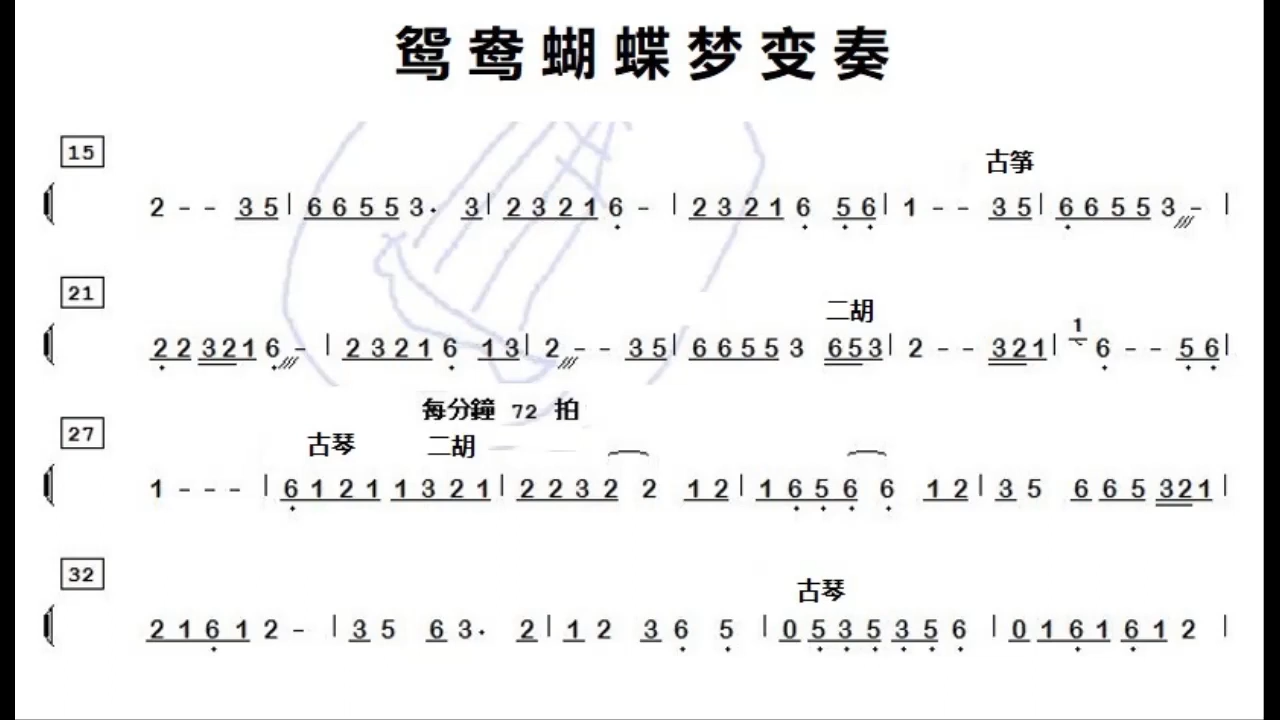 鸳鸯蝴蝶梦变奏
15
古筝
2 - - 3 5 | 6 6 5 5 3 · 3 | 2 3 2 1 6 - | 2 3 2 1 6 5 6 | 1 - - 3 5 | 6 6 5 5 3 - |
21
二胡
2 2 3 2 1 6 - | 2 3 2 1 6 1 3 | 2 - - 3 5 | 6 6 5 5 3 6 5 3 | 2 - - 3 2 1 | 1 6 - - 5 6 |
每分鐘 72 拍
27
古琴 二胡
1 - - - | 6 1 2 1 1 3 2 1 | 2 2 3 2 2 1 2 | 1 6 5 6 6 1 2 | 3 5 6 6 5 3 2 1 |
32
古琴
2 1 6 1 2 - | 3 5 6 3 · 2 | 1 2 3 6 5 | 0 5 3 5 3 5 6 | 0 1 6 1 6 1 2 |